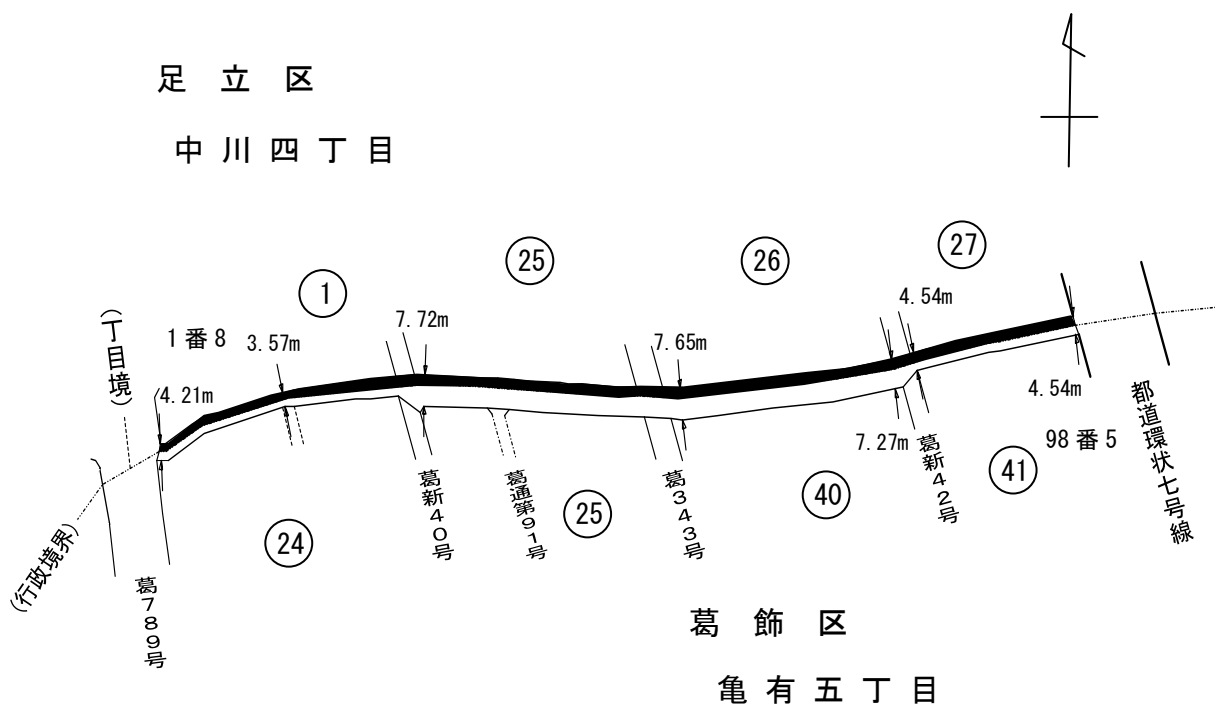 足立区
中川四丁目
27
25
26
1
4.54m
7.72m
1番8
3.57m
7.65m
(丁目境)
4.21m
4.54m
7.27m
98番5
都道環状七号線
葛新42号
41
葛343号
40
葛新40号
葛通第91号
25
24
(行政境界)
葛789号
葛飾区
亀有五丁目